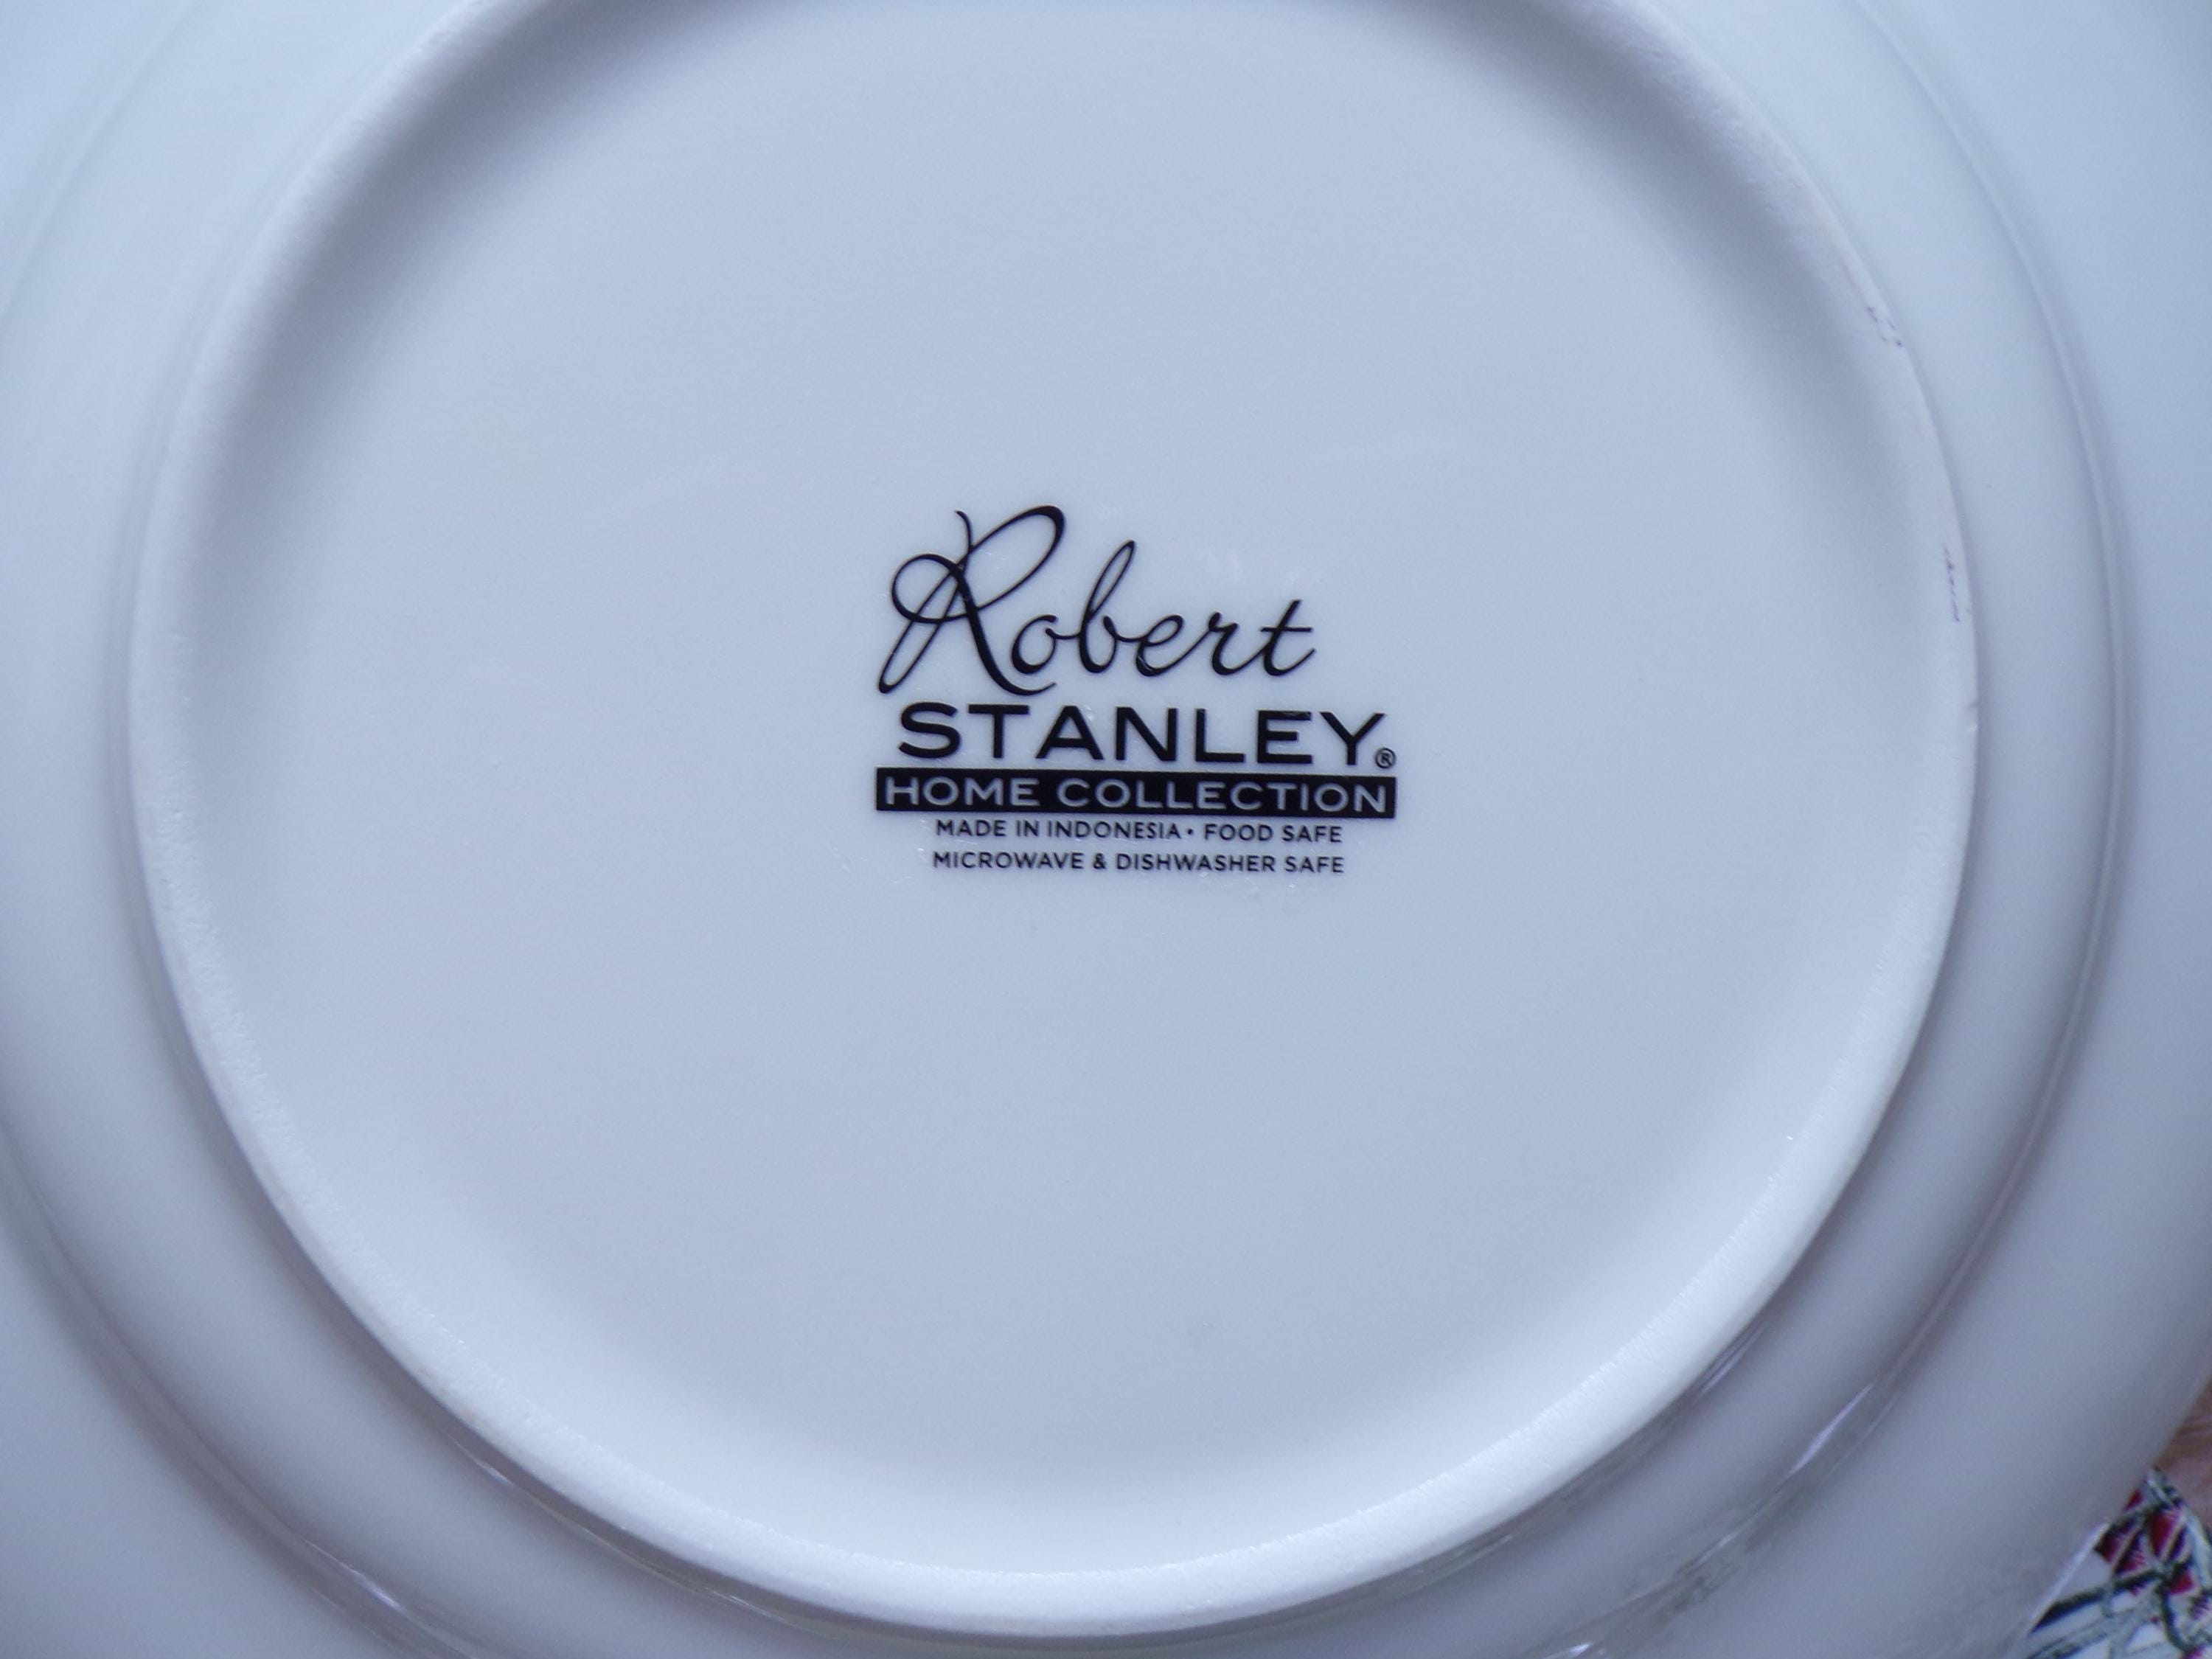 Robert
STANLEY®
HOME COLLECTION
MADE IN INDONESIA • FOOD SAFE
MICROWAVE & DISHWASHER SAFE